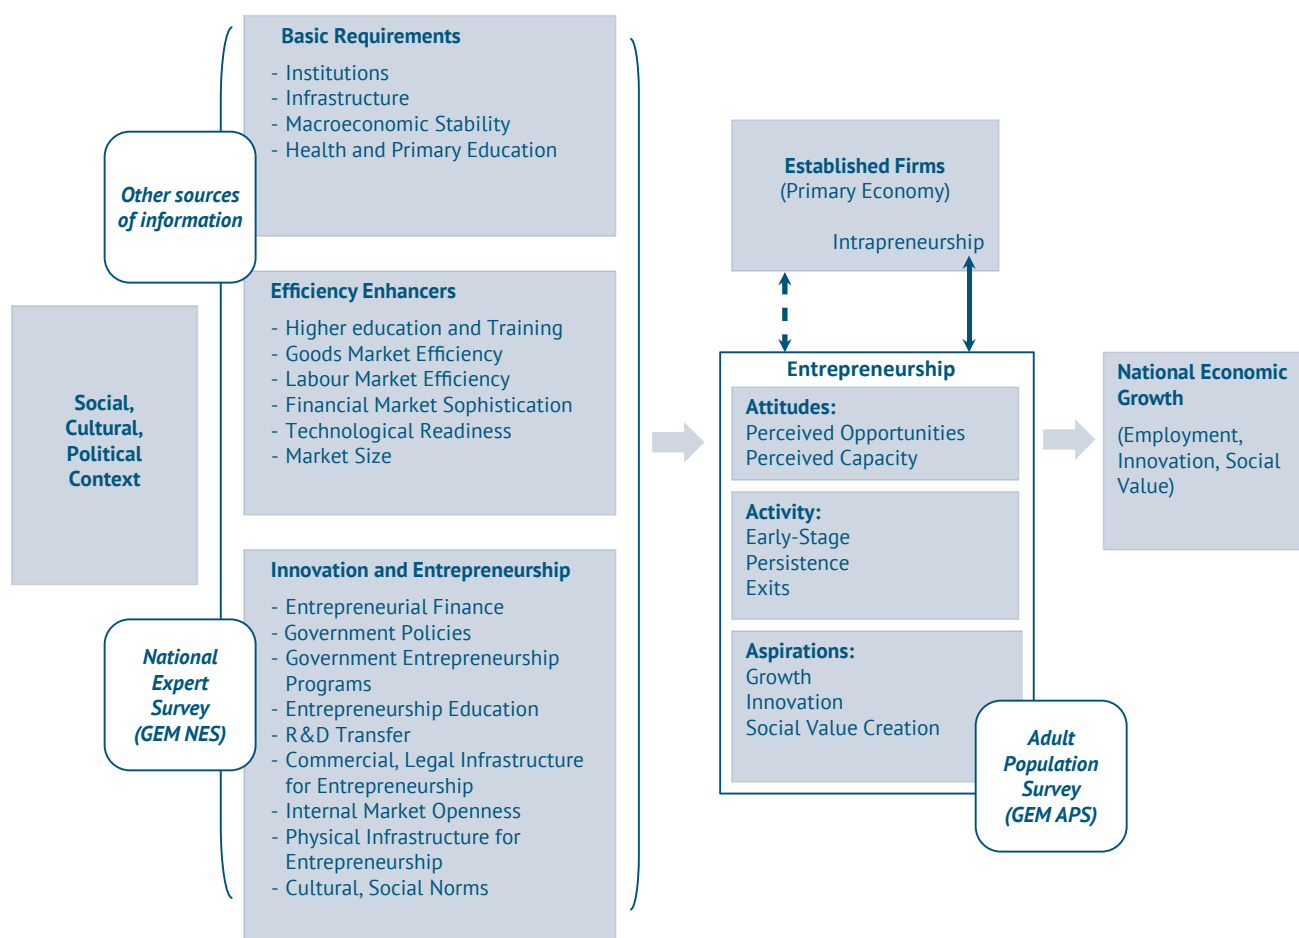 Basic Requirements
- Institutions
- Infrastructure
- Macroeconomic Stability
- Health and Primary Education
Other sources
of information
Efficiency Enhancers
- Higher education and Training
- Goods Market Efficiency
- Labour Market Efficiency
- Financial Market Sophistication
- Technological Readiness
- Market Size
Social,
Cultural,
Political
Context
Innovation and Entrepreneurship
- Entrepreneurial Finance
- Government Policies
- Government Entrepreneurship
Programs
- Entrepreneurship Education
- R&D Transfer
- Commercial, Legal Infrastructure
for Entrepreneurship
- Internal Market Openness
- Physical Infrastructure for
Entrepreneurship
- Cultural, Social Norms
National
Expert
Survey
(GEM NES)
Established Firms
(Primary Economy)
Intrapreneurship
Entrepreneurship
Attitudes:
Perceived Opportunities
Perceived Capacity
Activity:
Early-Stage
Persistence
Exits
Aspirations:
Growth
Innovation
Social Value Creation
Adult
Population
Survey
(GEM APS)
National Economic
Growth
(Employment,
Innovation, Social
Value)